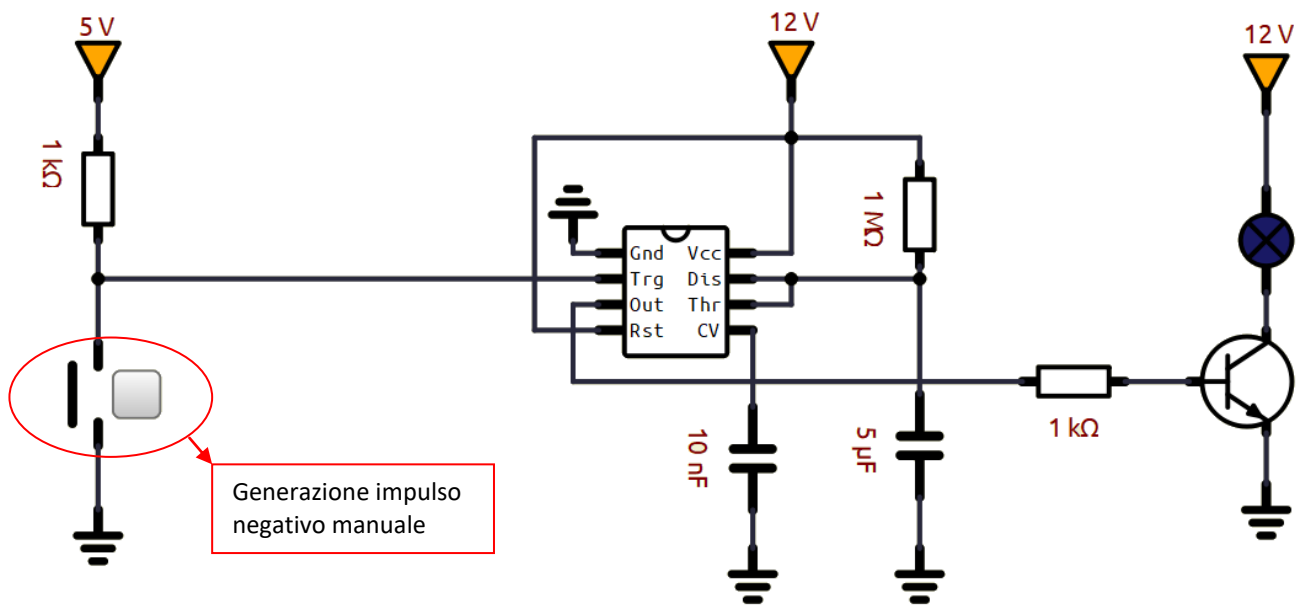 5 V
12 V
12 V
1 kΩ
1 MΩ
Gnd Vcc
Trg Dis
Out Thr
Rst CV
1 kΩ
10 nF
5 µF
Generazione impulso
negativo manuale